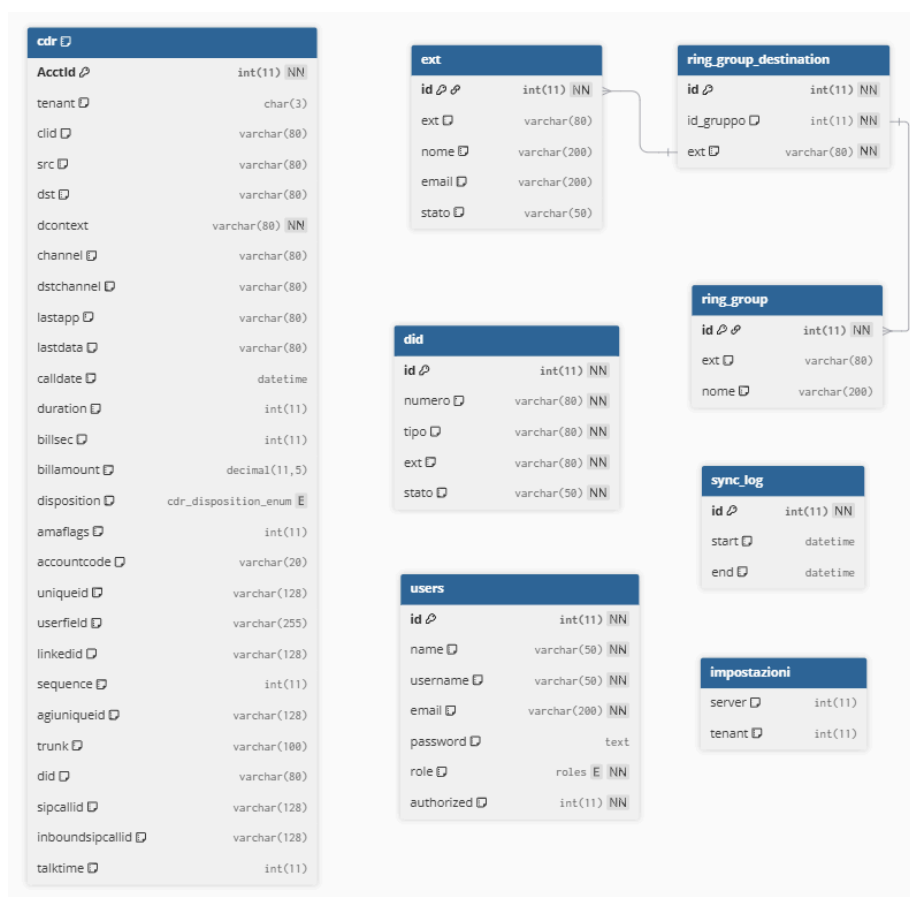 cdr
AcctId int(11) NN
tenant char(3)
clid varchar(80)
src varchar(80)
dst varchar(80)
dcontext varchar(80) NN
channel varchar(80)
dstchannel varchar(80)
lastapp varchar(80)
lastdata varchar(80)
calldate datetime
duration int(11)
billsec int(11)
billamount decimal(11,5)
disposition cdr_disposition_enum E
amaflags int(11)
accountcode varchar(20)
uniqueid varchar(128)
userfield varchar(255)
linkedid varchar(128)
sequence int(11)
agiuniqueid varchar(128)
trunk varchar(100)
did varchar(80)
sipcallid varchar(128)
inboundsipcallid varchar(128)
talktime int(11)
ext
id int(11) NN
ext varchar(80)
nome varchar(200)
email varchar(200)
stato varchar(50)
ring_group_destination
id int(11) NN
id_gruppo int(11) NN
ext varchar(80) NN
ring_group
id int(11) NN
ext varchar(80)
nome varchar(200)
did
id int(11) NN
numero varchar(80) NN
tipo varchar(80) NN
ext varchar(80) NN
stato varchar(50) NN
sync_log
id int(11) NN
start datetime
end datetime
users
id int(11) NN
name varchar(50) NN
username varchar(50) NN
email varchar(200) NN
password text
role roles E NN
authorized int(11) NN
impostazioni
server int(11)
tenant int(11)